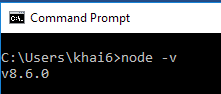 Command Prompt
C:\Users\khai6>node -v
v8.6.0